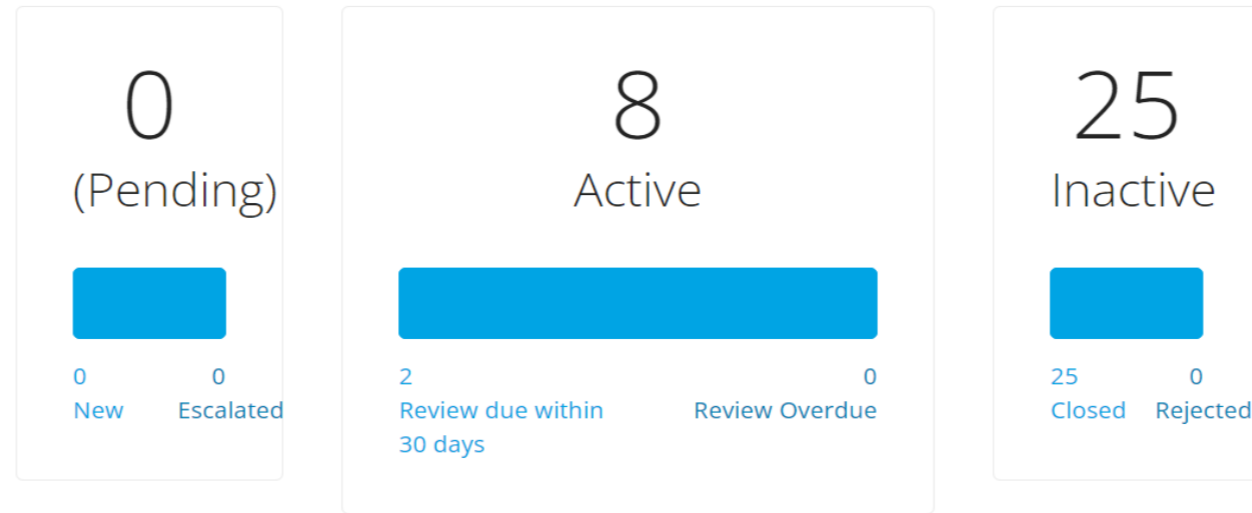 0
(Pending)
0 0
New Escalated
8
Active
2 0
Review due within Review Overdue
30 days
25
Inactive
25 0
Closed Rejected